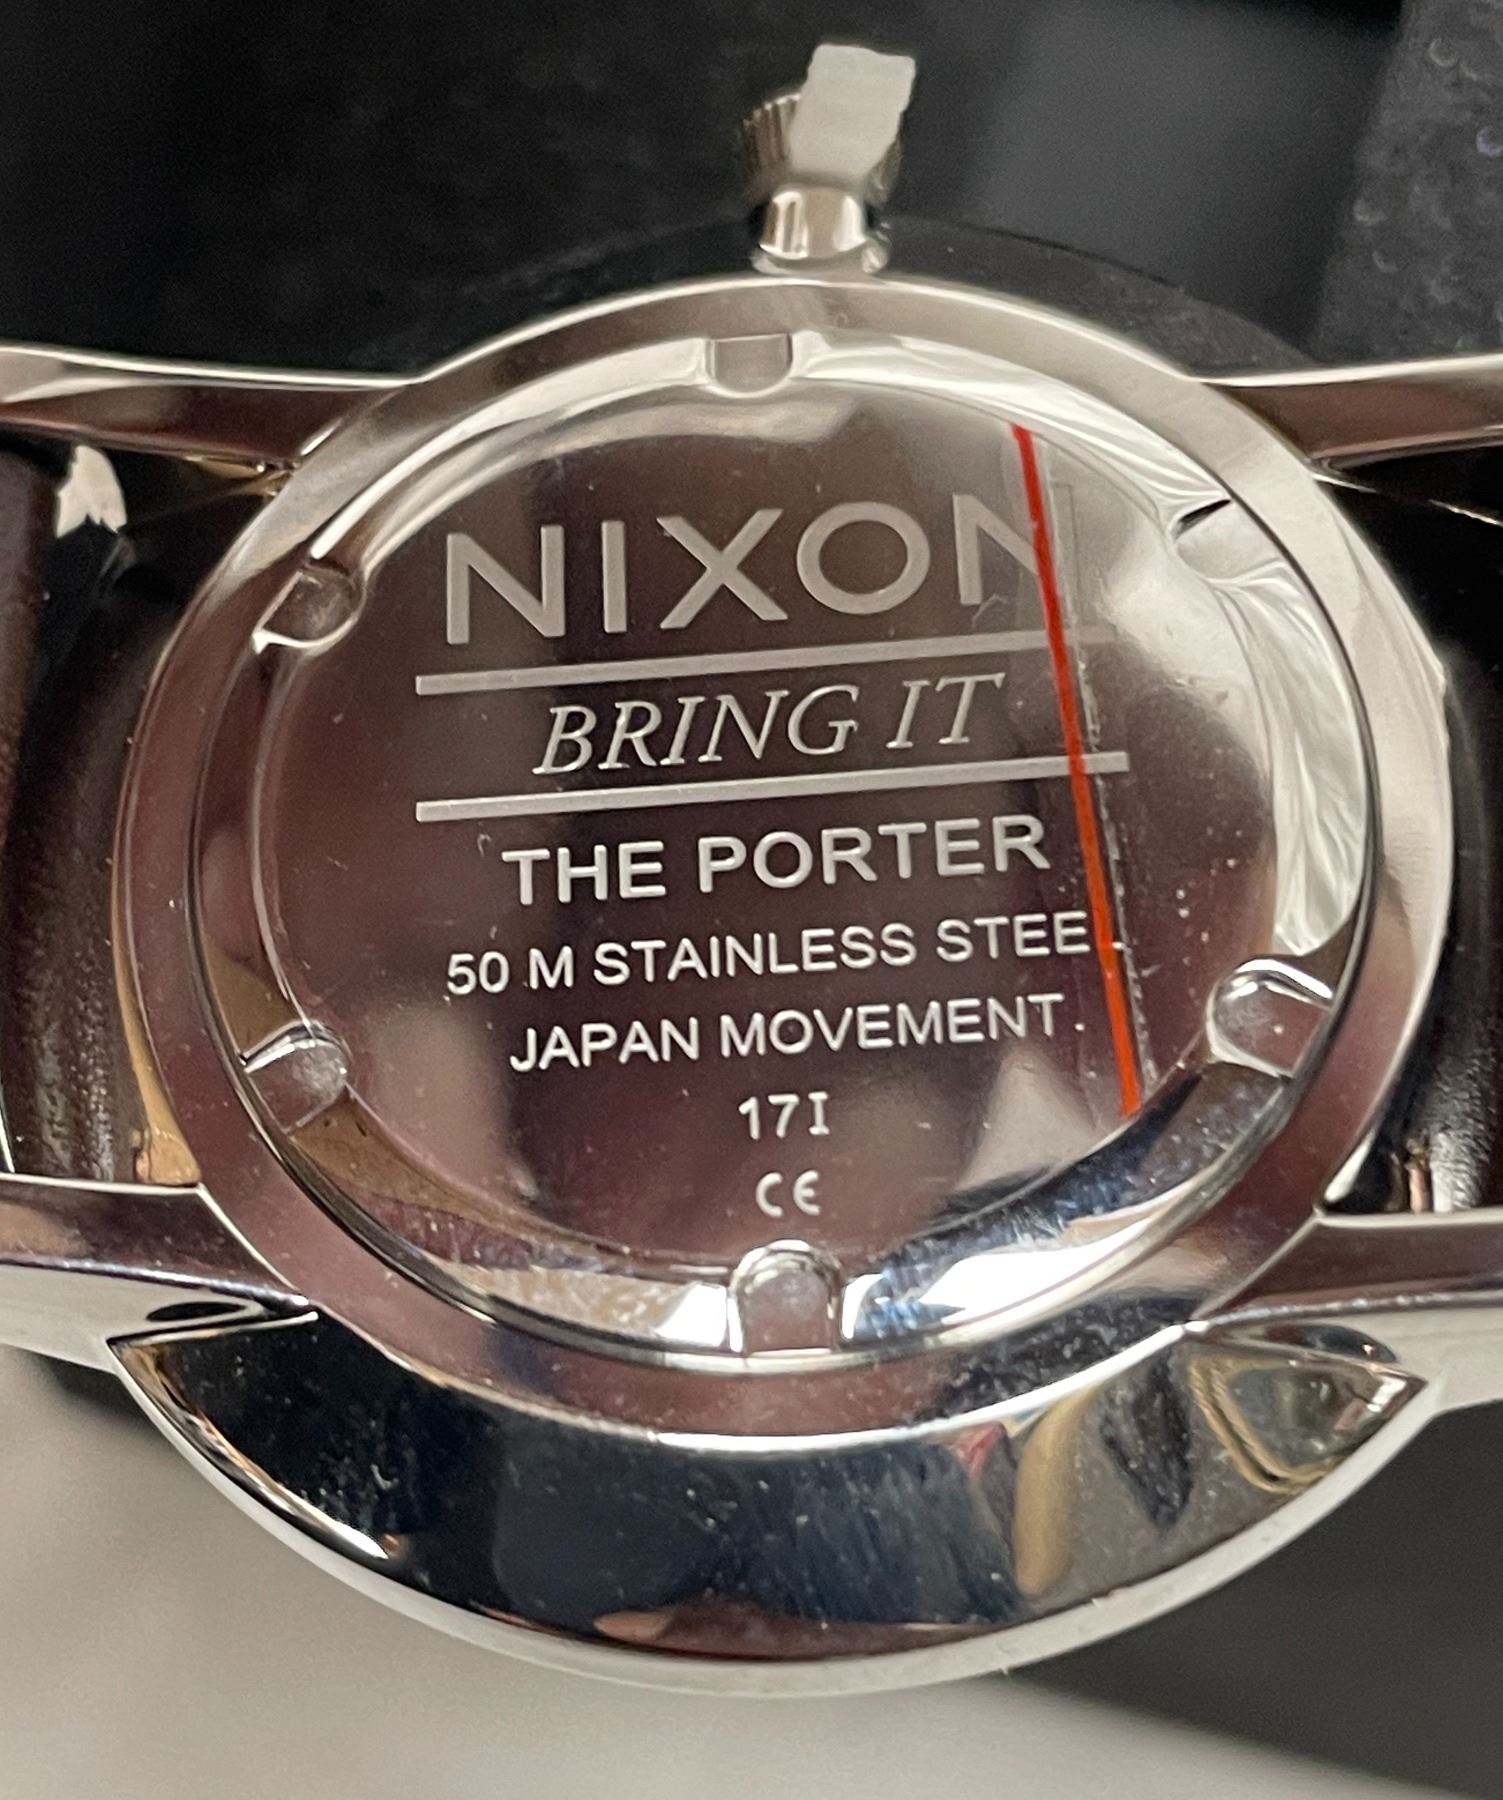 NIXON
BRING IT
THE PORTER
50 M STAINLESS STEE
JAPAN MOVEMENT
17I
CE